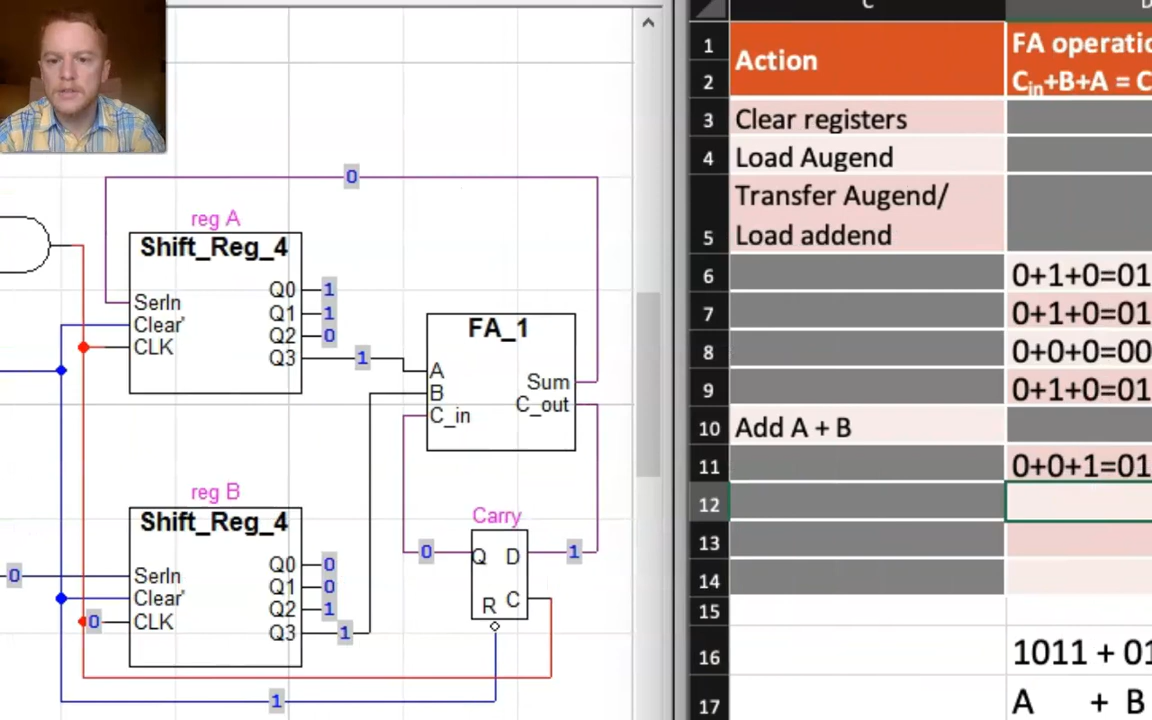 0
reg A
Shift_Reg_4
SerIn
Clear'
CLK
Q0 1
Q1 1
Q2 0
Q3 1
FA_1
A
B
C_in
Sum
C_out
reg B
Shift_Reg_4
0 SerIn
Clear'
0 CLK
Q0 0
Q1 0
Q2 1
Q3 1
Carry
0 Q D 1
R C
1
C
1 Action FA operatio
2 Cin+B+A = C
3 Clear registers
4 Load Augend
Transfer Augend/
5 Load addend
6 0+1+0=01
7 0+1+0=01
8 0+0+0=00
9 0+1+0=01
10 Add A + B
11 0+0+1=01
12
13
14
15
16 1011 + 01
17 A + B